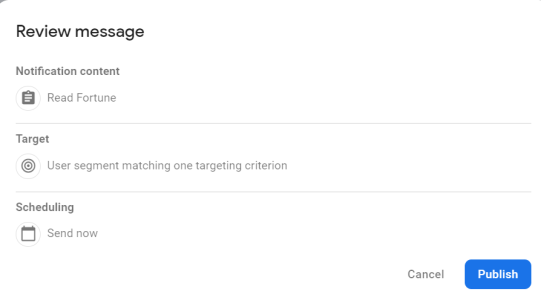 Review message
Notification content
Read Fortune
Target
User segment matching one targeting criterion
Scheduling
Send now
Cancel Publish